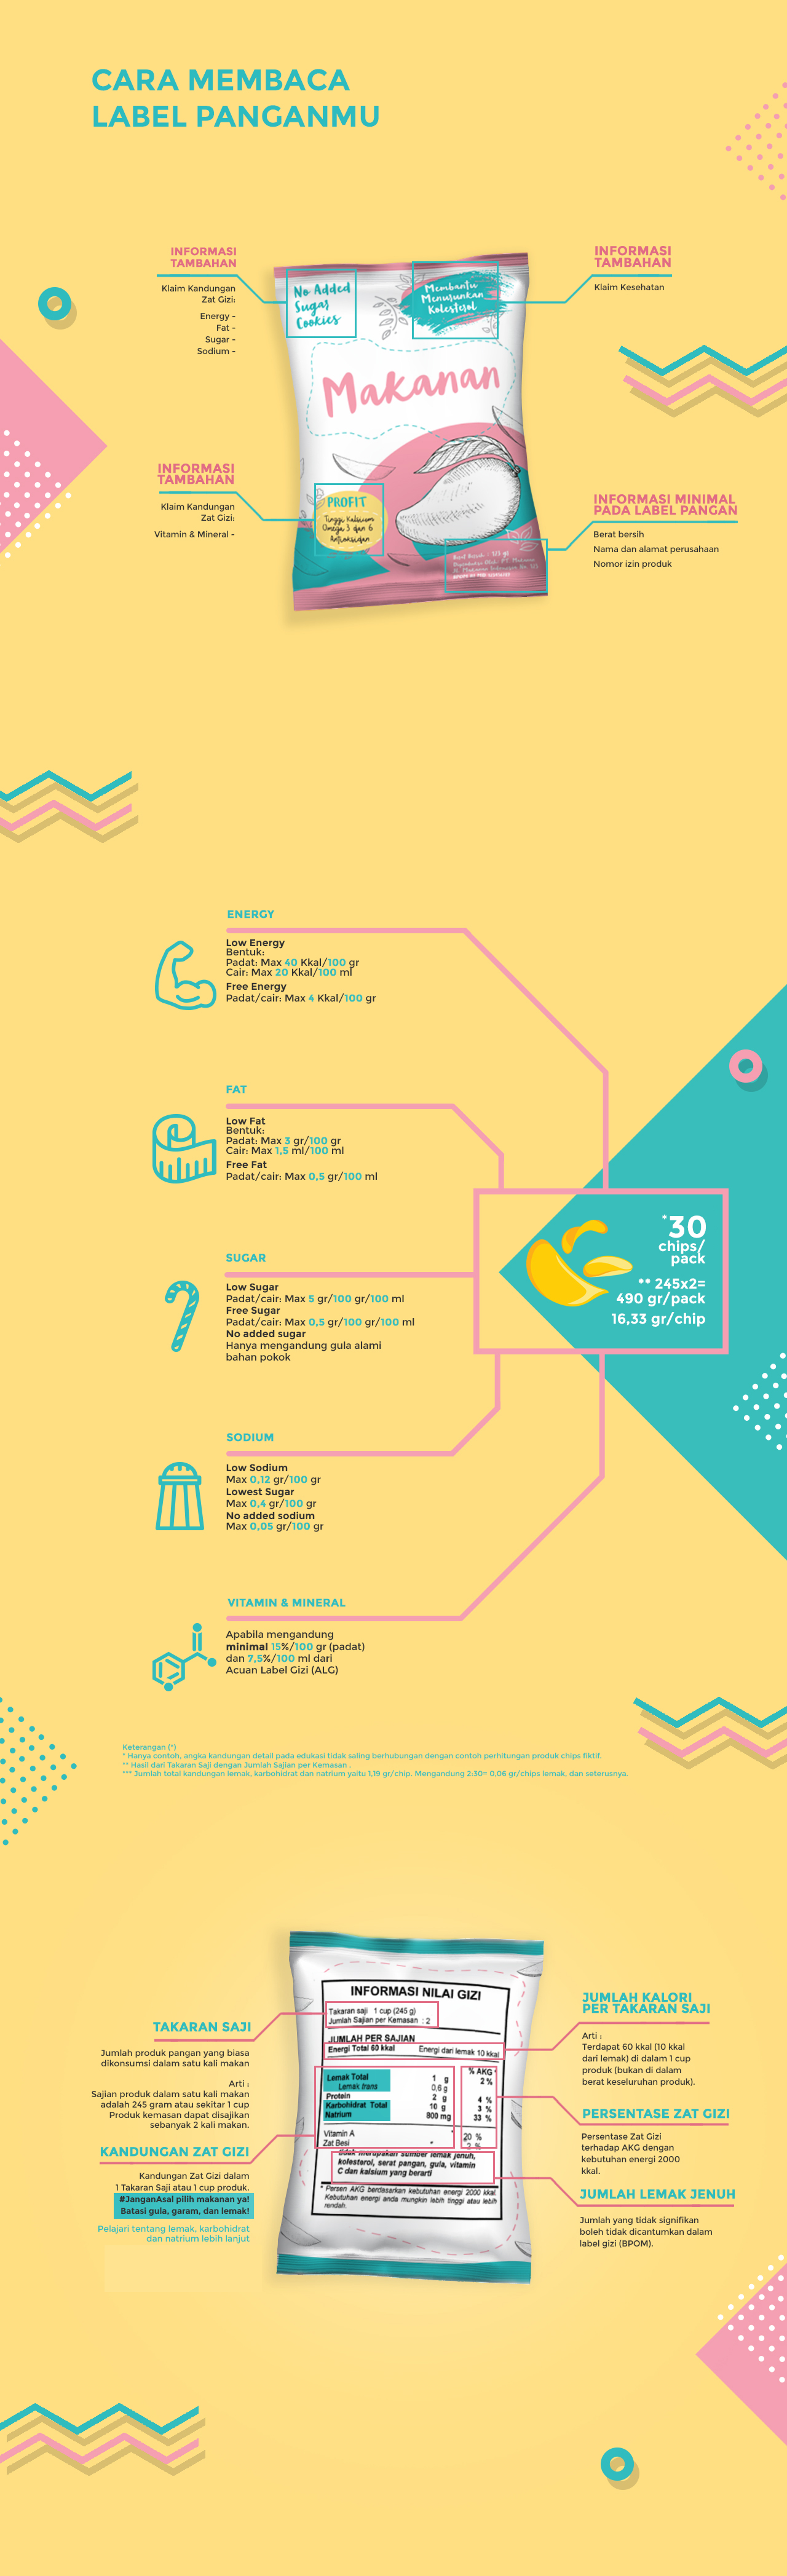 CARA MEMBACA
LABEL PANGANMU
INFORMASI
TAMBAHAN
Klaim Kandungan
Zat Gizi:
Energy -
Fat -
Sugar -
Sodium -
No Added
Sugar
Cookies
Membantu
Menurunkan
Kolesterol
INFORMASI
TAMBAHAN
Klaim Kesehatan
Makanan
INFORMASI
TAMBAHAN
Klaim Kandungan
Zat Gizi:
Vitamin & Mineral -
PROFIT
Tinggi Kalsium
Omega 3 dan 6
Antioksidan
INFORMASI MINIMAL
PADA LABEL PANGAN
Berat bersih
Nama dan alamat perusahaan
Nomor izin produk
ENERGY
Low Energy
Bentuk:
Padat: Max 40 Kkal/100 gr
Cair: Max 20 Kkal/100 ml
Free Energy
Padat/cair: Max 4 Kkal/100 gr
FAT
Low Fat
Bentuk:
Padat: Max 3 gr/100 gr
Cair: Max 1,5 ml/100 ml
Free Fat
Padat/cair: Max 0,5 gr/100 ml
*30
chips/
pack
** 245x2=
490 gr/pack
16,33 gr/chip
SUGAR
Low Sugar
Padat/cair: Max 5 gr/100 gr/100 ml
Free Sugar
Padat/cair: Max 0,5 gr/100 gr/100 ml
No added sugar
Hanya mengandung gula alami
bahan pokok
SODIUM
Low Sodium
Max 0,12 gr/100 gr
Lowest Sugar
Max 0,4 gr/100 gr
No added sodium
Max 0,05 gr/100 gr
VITAMIN & MINERAL
Apabila mengandung
minimal 15%/100 gr (padat)
dan 7,5%/100 ml dari
Acuan Label Gizi (ALG)
Keterangan (*)
* Hanya contoh, angka kandungan detail pada edukasi tidak saling berhubungan dengan contoh perhitungan produk chips fiktif.
** Hasil dari Takaran Saji dengan Jumlah Sajian per Kemasan .
*** Jumlah total kandungan lemak, karbohidrat dan natrium yaitu 1,19 gr/chip. Mengandung 2:30= 0,06 gr/chips lemak, dan seterusnya.
TAKARAN SAJI
Jumlah produk pangan yang biasa
dikonsumsi dalam satu kali makan
Arti :
Sajian produk dalam satu kali makan
adalah 245 gram atau sekitar 1 cup
Produk kemasan dapat disajikan
sebanyak 2 kali makan.
KANDUNGAN ZAT GIZI
Kandungan Zat Gizi dalam
1 Takaran Saji atau 1 cup produk.
#JanganAsal pilih makanan ya!
Batasi gula, garam, dan lemak!
Pelajari tentang lemak, karbohidrat
dan natrium lebih lanjut
INFORMASI NILAI GIZI
Takaran saji 1 cup (245 g)
Jumlah Sajian per Kemasan : 2
JUMLAH PER SAJIAN
Energi Total 60 kkal Energi dari lemak 10 kkal
% AKG *
Lemak Total 1 g 2 %
Lemak trans 0,6 g
Protein 2 g 4 %
Karbohidrat Total 10 g 3 %
Natrium 800 mg 33 %
Vitamin A * 20 %
Zat Besi 2 %
tidak merupakan sumber lemak jenuh,
kolesterol, serat pangan, gula, vitamin
C dan kalsium yang berarti
* Persen AKG berdasarkan kebutuhan energi 2000 kkal.
Kebutuhan energi anda mungkin lebih tinggi atau lebih
rendah.
JUMLAH KALORI
PER TAKARAN SAJI
Arti :
Terdapat 60 kkal (10 kkal
dari lemak) di dalam 1 cup
produk (bukan di dalam
berat keseluruhan produk).
PERSENTASE ZAT GIZI
Persentase Zat Gizi
terhadap AKG dengan
kebutuhan energi 2000
kkal.
JUMLAH LEMAK JENUH
Jumlah yang tidak signifikan
boleh tidak dicantumkan dalam
label gizi (BPOM).